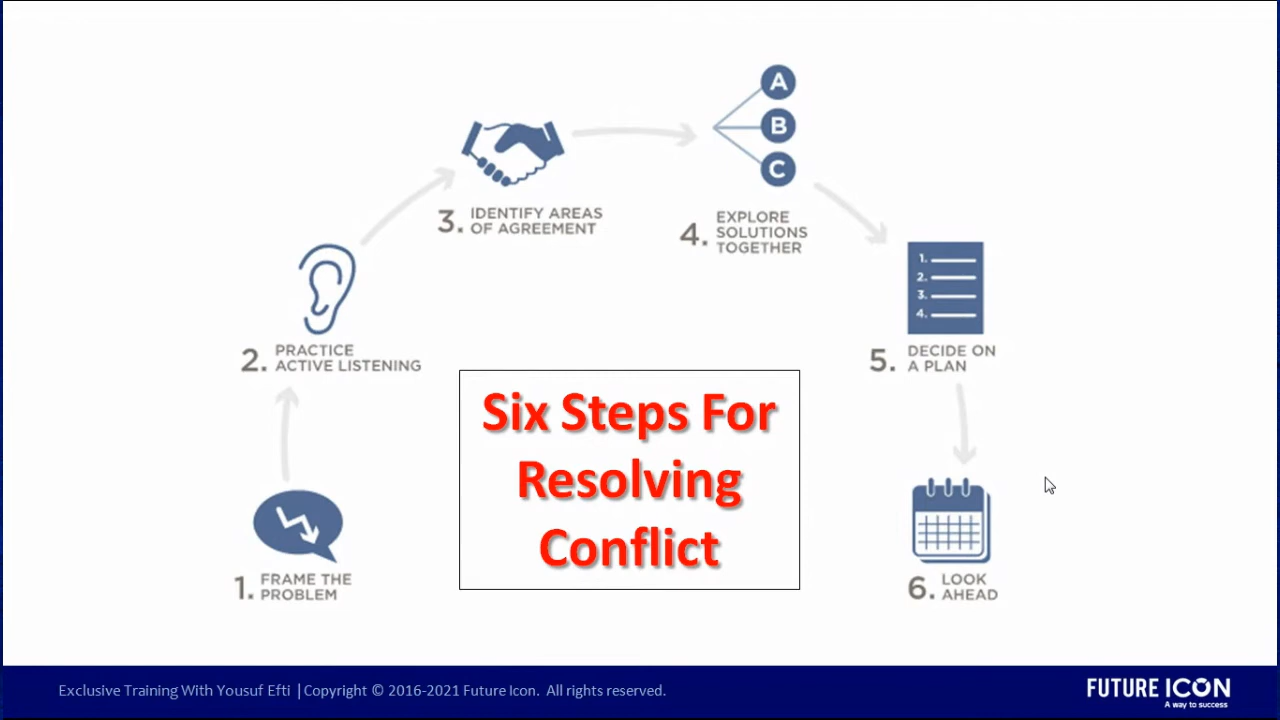 A
B
C
3. IDENTIFY AREAS
OF AGREEMENT
4. EXPLORE
SOLUTIONS
TOGETHER
1.
2.
3.
4.
2. PRACTICE
ACTIVE LISTENING
5. DECIDE ON
A PLAN
Six Steps For
Resolving
Conflict
1. FRAME THE
PROBLEM
6. LOOK
AHEAD
Exclusive Training With Yousuf Efti |Copyright © 2016-2021 Future Icon. All rights reserved.
FUTURE ICON
A way to success